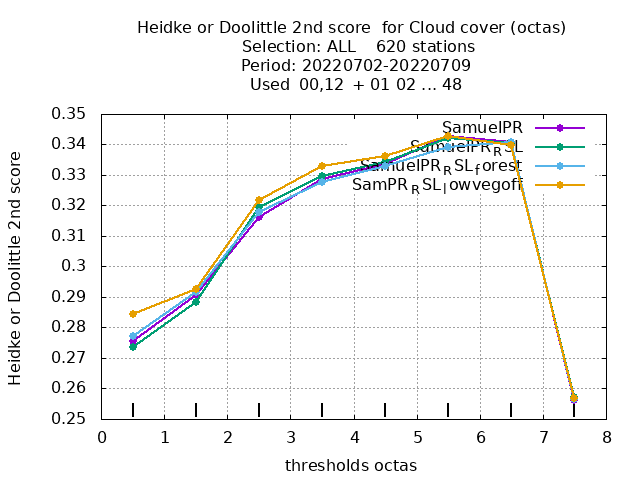 Heidke or Doolittle 2nd score  for Cloud cover (octas)
Selection: ALL    620 stations
Period: 20220702-20220709
Used  00,12  + 01 02 ... 48
Heidke or Doolittle 2nd score
0.35
0.34
0.33
0.32
0.31
0.3
0.29
0.28
0.27
0.26
0.25
SamuelPR
SamuelPR_RSL
SamuelPR_RSL_forest
SamPR_RSL_lowvegoff
0 1 2 3 4 5 6 7 8
thresholds octas